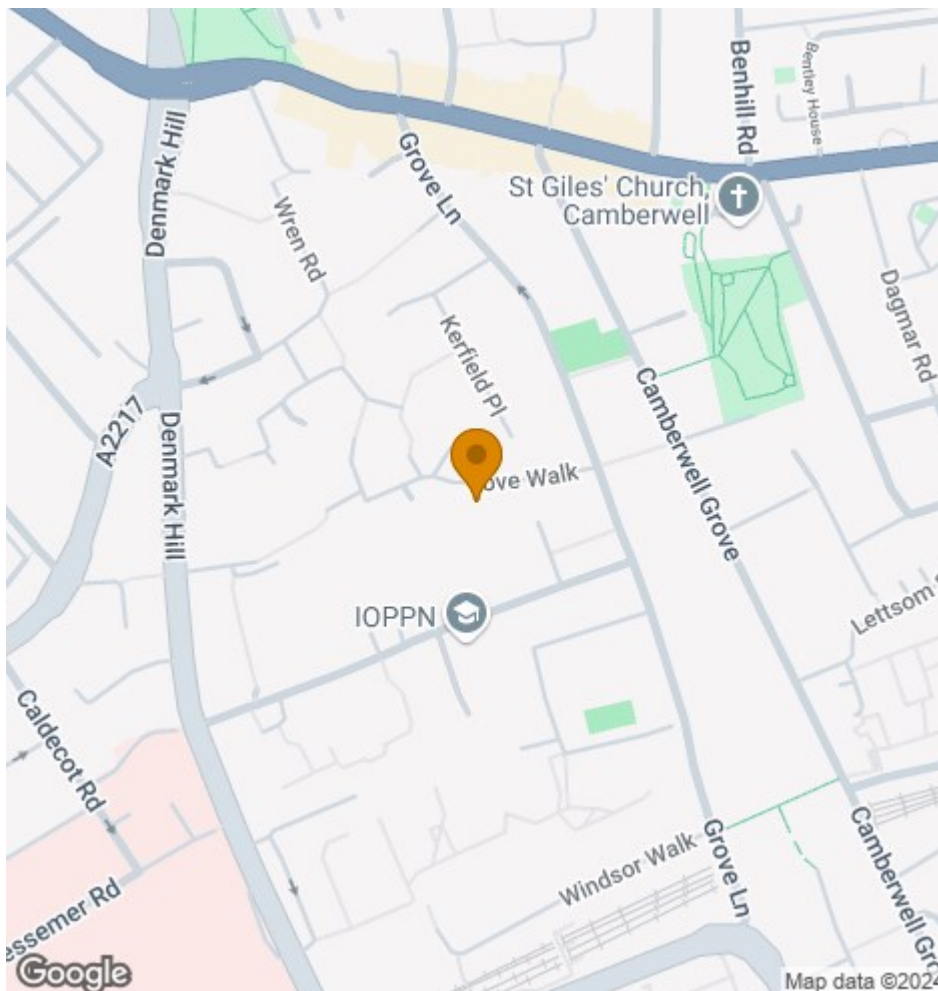 Denmark Hill
Grove Ln
Benhill Rd
Bentley House
St Giles' Church,
Camberwell
Wren Rd
Kerfield Pl
Dagmar Rd
A2217
Denmark Hill
Camberwell Grove
ove Walk
IOPPN
Lettsom
Caldecot Rd
essemer Rd
Windsor Walk
Grove Ln
Camberwell Gro
Google
Map data ©2024